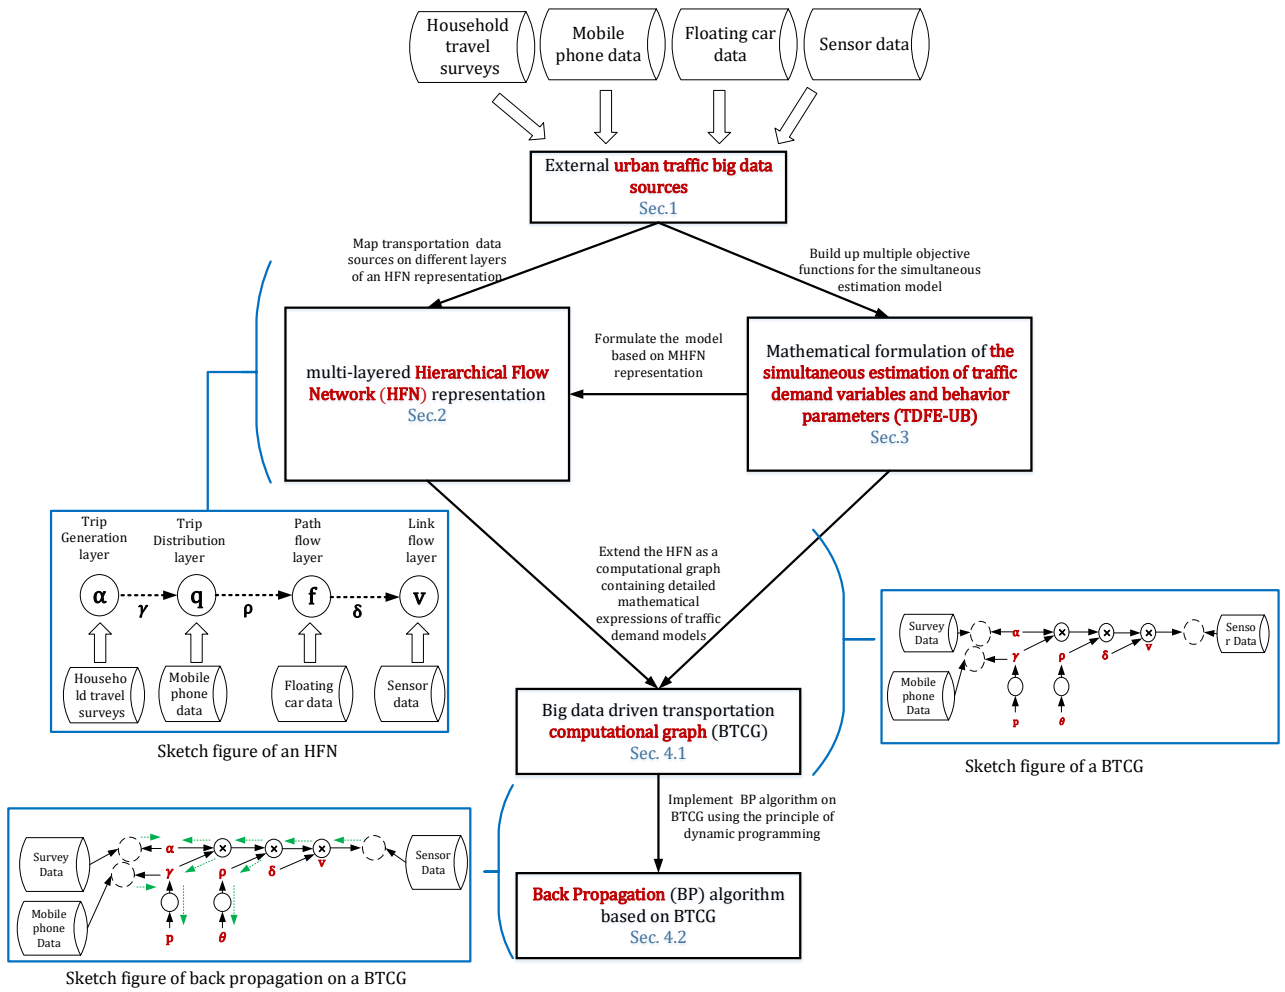 Household
travel
surveys
Mobile
phone data
Floating car
data
Sensor data
External urban traffic big data
sources
Sec.1
Map transportation data
sources on different layers
of an HFN representation
Build up multiple objective
functions for the simultaneous
estimation model
multi-layered Hierarchical Flow
Network (HFN) representation
Sec.2
Formulate the model
based on MHFN
representation
Mathematical formulation of the
simultaneous estimation of traffic
demand variables and behavior
parameters (TDFE-UB)
Sec.3
Trip
Generation
layer
Trip
Distribution
layer
Path
flow
layer
Link
flow
layer
α
γ
q
ρ
f
δ
v
Househo
ld travel
surveys
Mobile
phone
data
Floating
car data
Sensor
data
Sketch figure of an HFN
Extend the HFN as a
computational graph
containing detailed
mathematical
expressions of traffic
demand models
Survey
Data
Mobile
phone
Data
α
γ
ρ
δ
v
p
θ
Senso
r Data
Sketch figure of a BTCG
Big data driven transportation
computational graph (BTCG)
Sec. 4.1
Implement BP algorithm on
BTCG using the principle of
dynamic programming
Back Propagation (BP) algorithm
based on BTCG
Sec. 4.2
Survey
Data
Mobile
phone
Data
α
γ
ρ
δ
v
p
θ
Sensor
Data
Sketch figure of back propagation on a BTCG